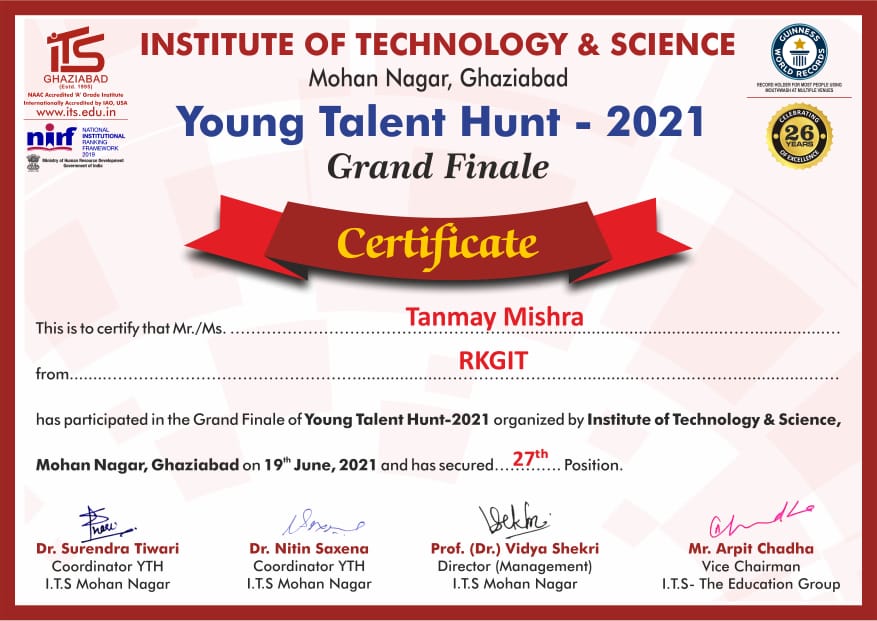 iTS
GHAZIABAD
(Estd. 1995)
NAAC Accredited 'A' Grade Institute
Internationally Accredited by IAO, USA
www.its.edu.in
nirf
NATIONAL
INSTITUTIONAL
RANKING
FRAMEWORK
2019
Ministry of Human Resource Development
Government of India
INSTITUTE OF TECHNOLOGY & SCIENCE
Mohan Nagar, Ghaziabad
Young Talent Hunt - 2021
Grand Finale
GUINNESS
WORLD RECORDS
RECORD HOLDER FOR MOST PEOPLE USING
MOUTHWASH AT MULTIPLE VENUES
CELEBRATING
26
YEARS
OF EXCELLENCE
Certificate
This is to certify that Mr./Ms. Tanmay Mishra
from RKGIT
has participated in the Grand Finale of Young Talent Hunt-2021 organized by Institute of Technology & Science,
Mohan Nagar, Ghaziabad on 19th June, 2021 and has secured 27th Position.
Dr. Surendra Tiwari
Coordinator YTH
I.T.S Mohan Nagar
Dr. Nitin Saxena
Coordinator YTH
I.T.S Mohan Nagar
Prof. (Dr.) Vidya Shekri
Director (Management)
I.T.S Mohan Nagar
Mr. Arpit Chadha
Vice Chairman
I.T.S- The Education Group